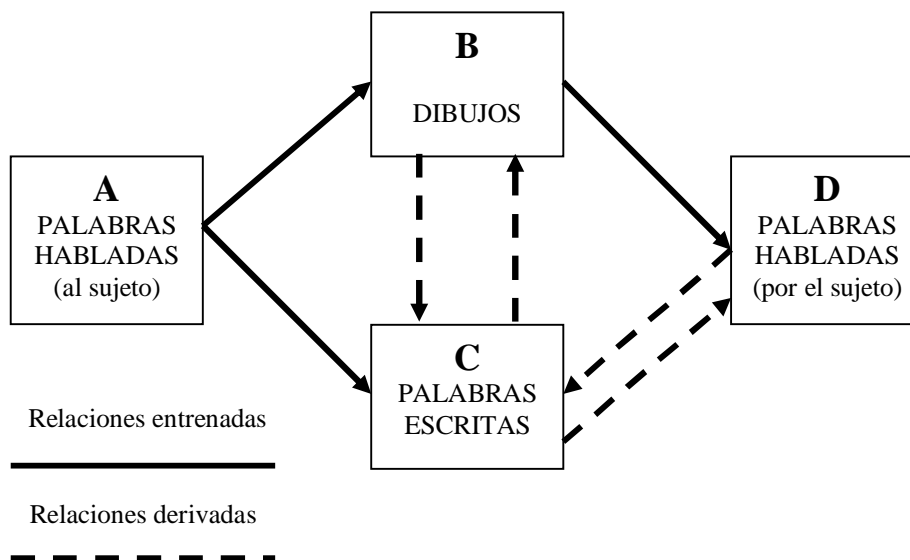 B
DIBUJOS
A
PALABRAS
HABLADAS
(al sujeto)
D
PALABRAS
HABLADAS
(por el sujeto)
C
PALABRAS
ESCRITAS
Relaciones entrenadas
Relaciones derivadas